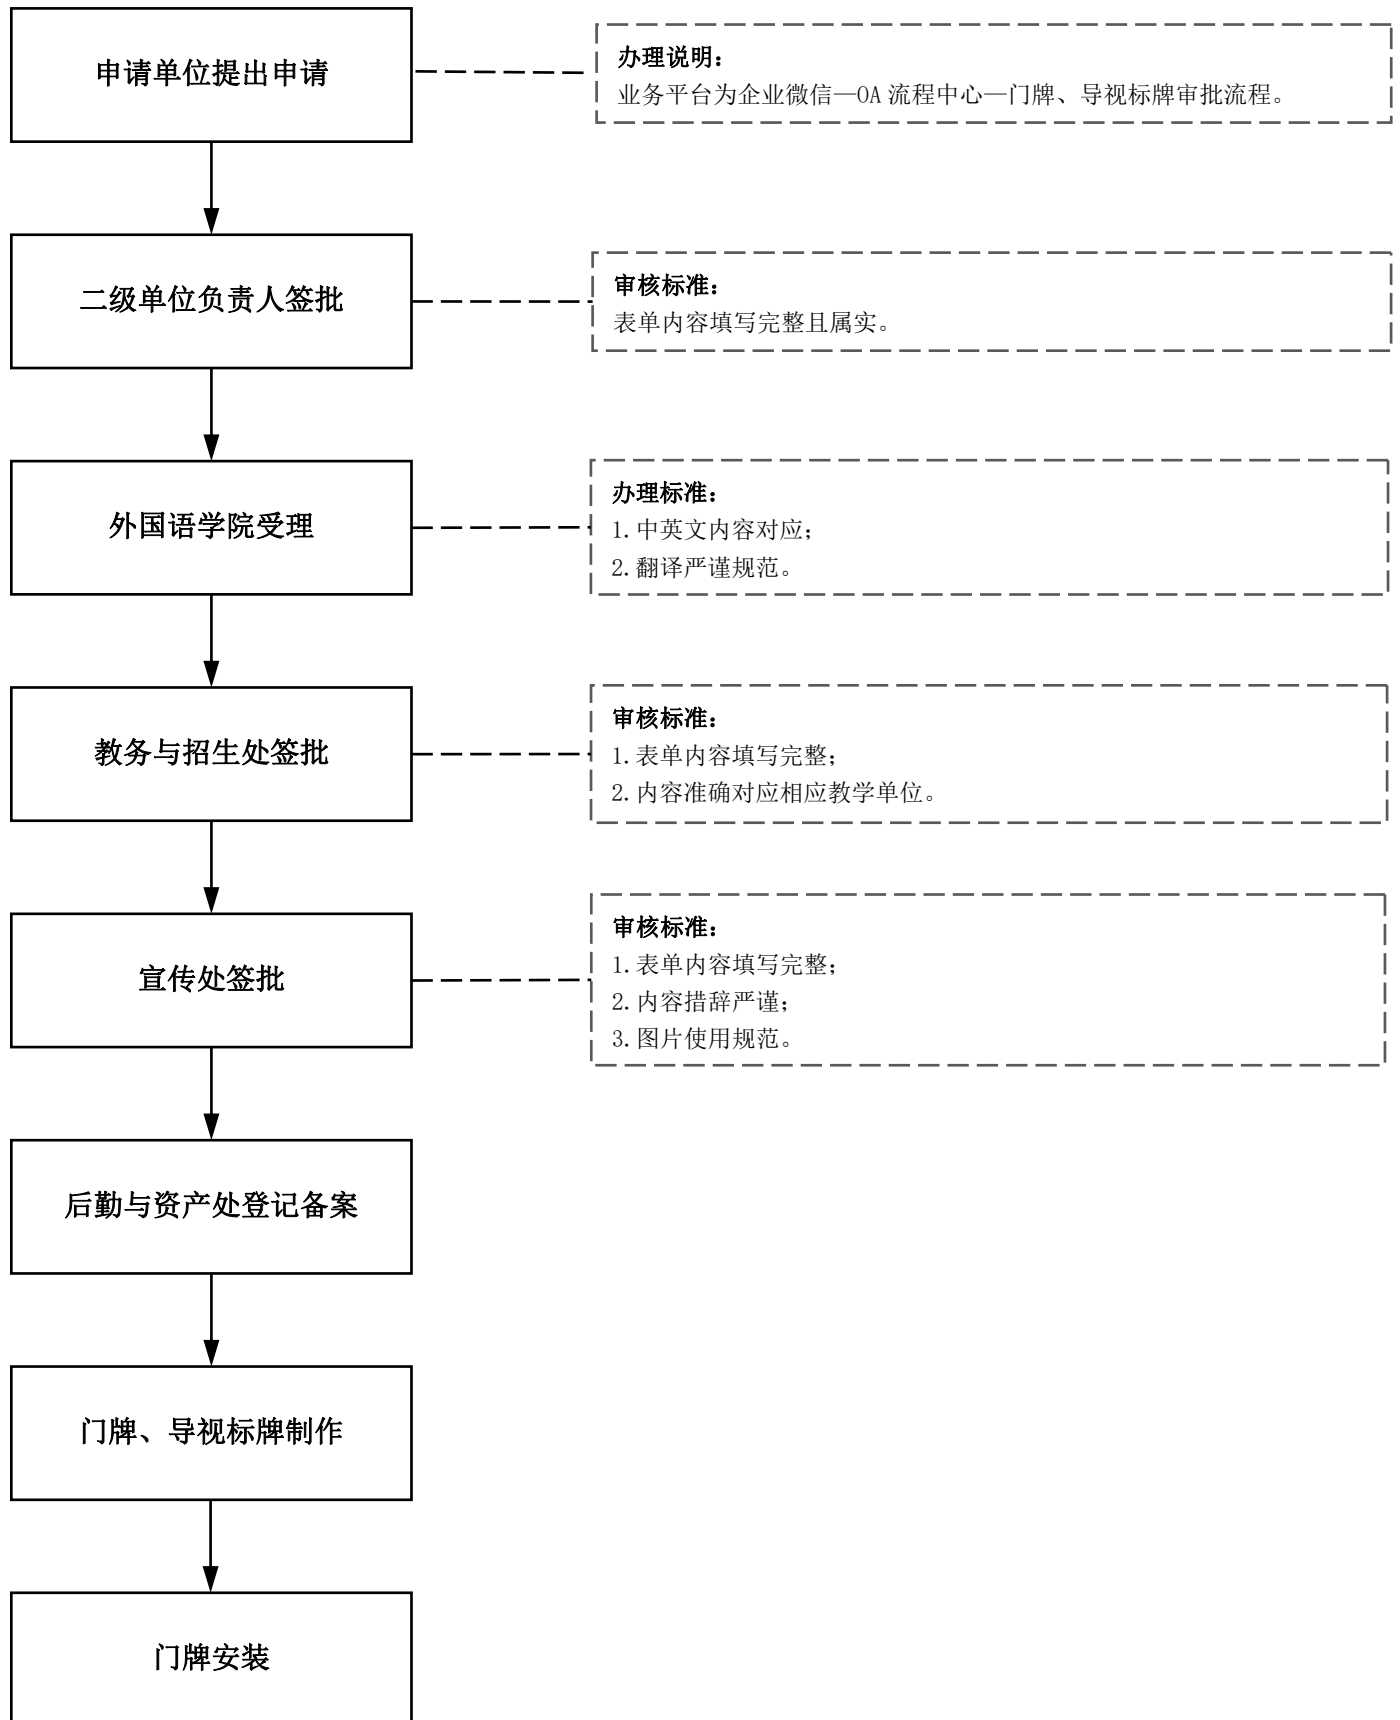 申请单位提出申请
办理说明：
业务平台为企业微信—OA 流程中心—门牌、导视标牌审批流程。
二级单位负责人签批
审核标准：
表单内容填写完整且属实。
外国语学院受理
办理标准：
1.中英文内容对应；
2.翻译严谨规范。
教务与招生处签批
审核标准：
1.表单内容填写完整；
2.内容准确对应相应教学单位。
宣传处签批
审核标准：
1.表单内容填写完整；
2.内容措辞严谨；
3.图片使用规范。
后勤与资产处登记备案
门牌、导视标牌制作
门牌安装